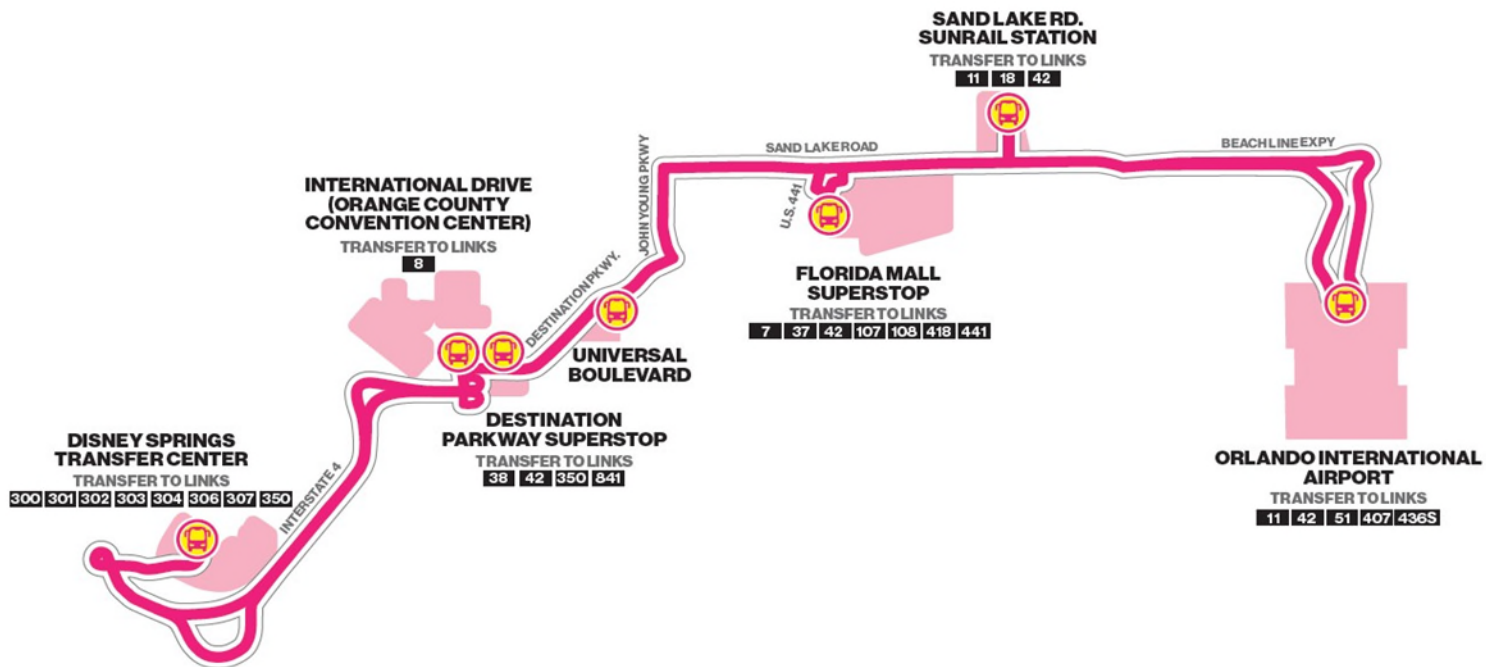 SAND LAKE RD.
SUNRAIL STATION
TRANSFER TO LINKS
11 18 42
SAND LAKE ROAD
BEACHLINE EXPY
JOHN YOUNG PKWY
U.S. 441
INTERNATIONAL DRIVE
(ORANGE COUNTY
CONVENTION CENTER)
TRANSFER TO LINKS
8
DESTINATION PKWY.
FLORIDA MALL
SUPERSTOP
TRANSFER TO LINKS
7 37 42 107 108 418 441
UNIVERSAL
BOULEVARD
DESTINATION
PARKWAY SUPERSTOP
TRANSFER TO LINKS
38 42 350 841
DISNEY SPRINGS
TRANSFER CENTER
TRANSFER TO LINKS
300 301 302 303 304 306 307 350
INTERSTATE 4
ORLANDO INTERNATIONAL
AIRPORT
TRANSFER TO LINKS
11 42 51 407 436S